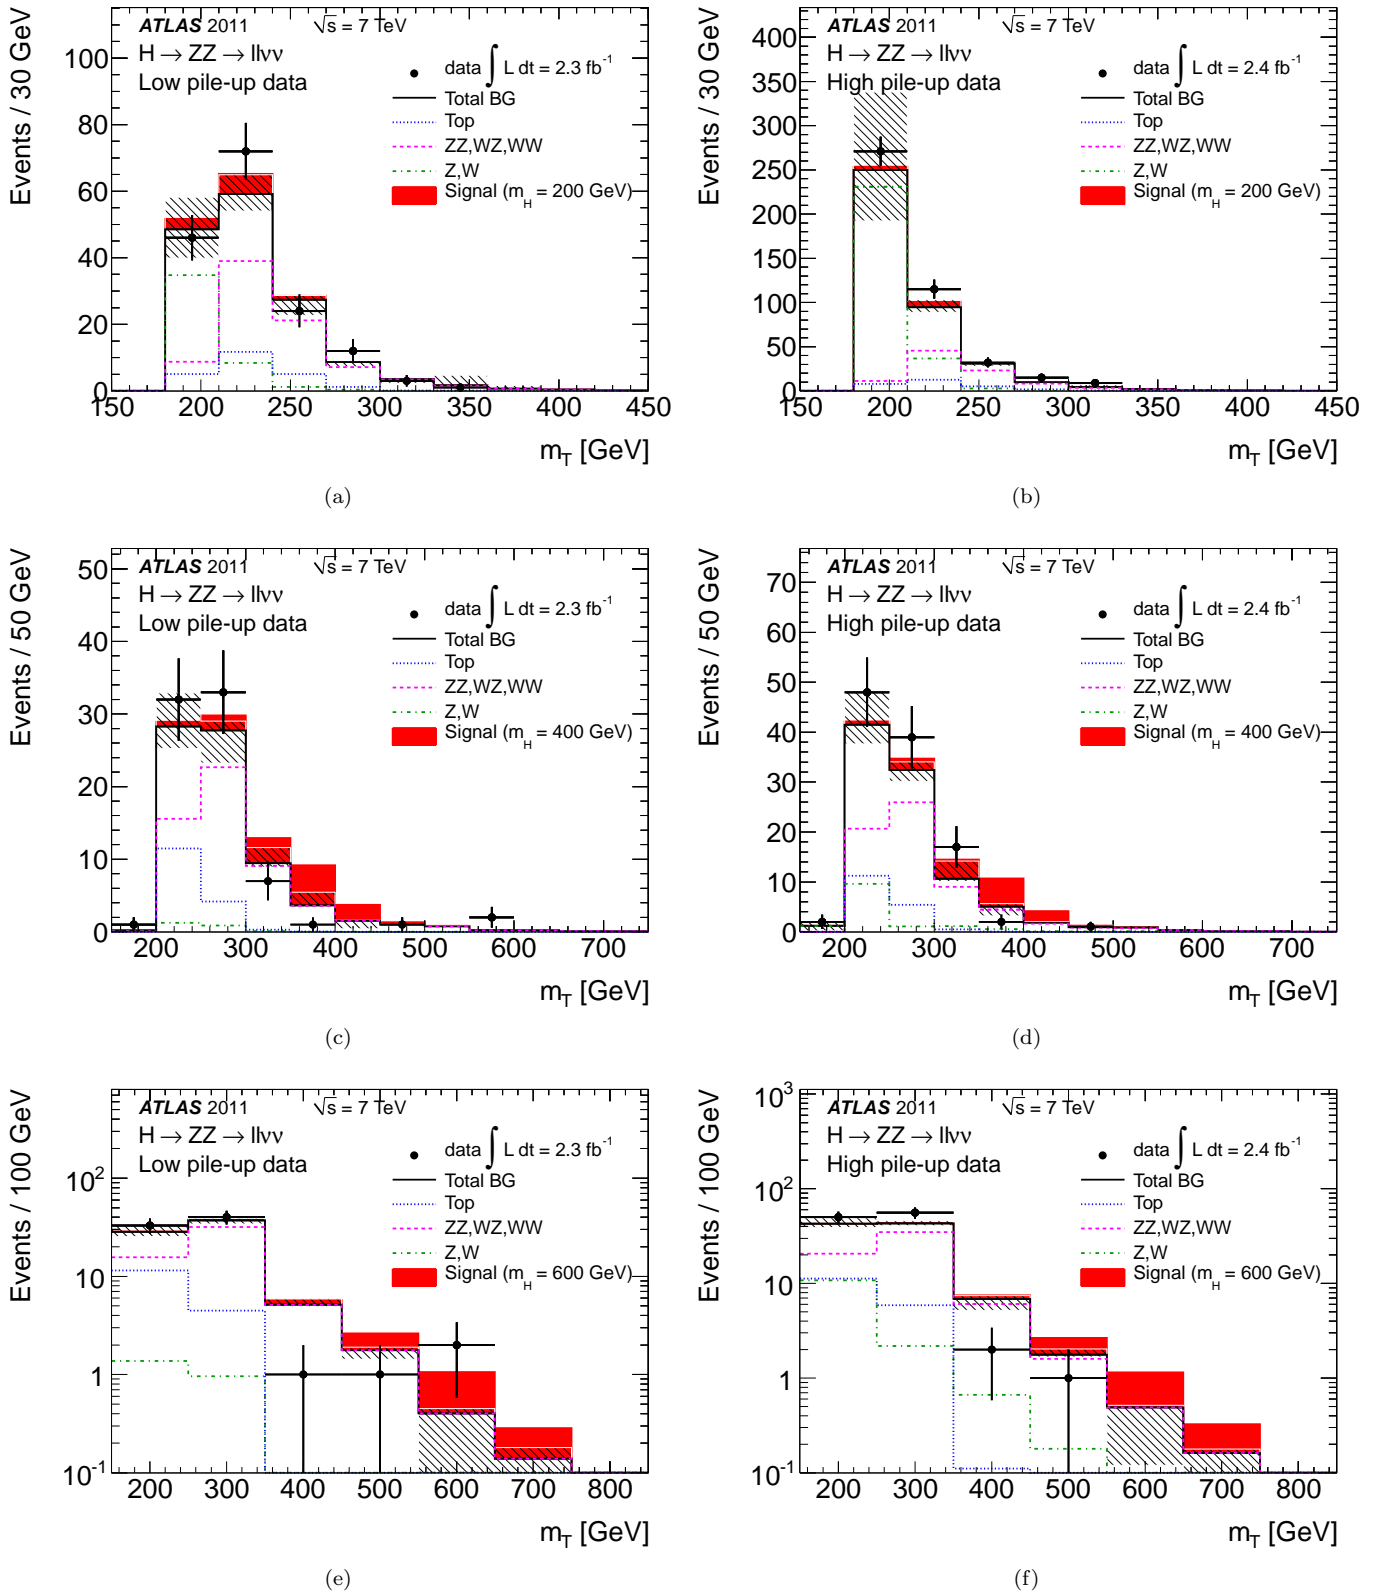 ATLAS 2011 √s = 7 TeV
H → ZZ → llνν
Low pile-up data
data ∫ L dt = 2.3 fb⁻¹
Total BG
Top
ZZ,WZ,WW
Z,W
Signal (m_H = 200 GeV)
Events / 30 GeV
100
80
60
40
20
0
150 200 250 300 350 400 450
m_T [GeV]
(a)
ATLAS 2011 √s = 7 TeV
H → ZZ → llνν
High pile-up data
data ∫ L dt = 2.4 fb⁻¹
Total BG
Top
ZZ,WZ,WW
Z,W
Signal (m_H = 200 GeV)
Events / 30 GeV
400
350
300
250
200
150
100
50
0
150 200 250 300 350 400 450
m_T [GeV]
(b)
ATLAS 2011 √s = 7 TeV
H → ZZ → llνν
Low pile-up data
data ∫ L dt = 2.3 fb⁻¹
Total BG
Top
ZZ,WZ,WW
Z,W
Signal (m_H = 400 GeV)
Events / 50 GeV
50
40
30
20
10
0
200 300 400 500 600 700
m_T [GeV]
(c)
ATLAS 2011 √s = 7 TeV
H → ZZ → llνν
High pile-up data
data ∫ L dt = 2.4 fb⁻¹
Total BG
Top
ZZ,WZ,WW
Z,W
Signal (m_H = 400 GeV)
Events / 50 GeV
70
60
50
40
30
20
10
0
200 300 400 500 600 700
m_T [GeV]
(d)
ATLAS 2011 √s = 7 TeV
H → ZZ → llνν
Low pile-up data
data ∫ L dt = 2.3 fb⁻¹
Total BG
Top
ZZ,WZ,WW
Z,W
Signal (m_H = 600 GeV)
Events / 100 GeV
10²
10
1
10⁻¹
200 300 400 500 600 700 800
m_T [GeV]
(e)
ATLAS 2011 √s = 7 TeV
H → ZZ → llνν
High pile-up data
data ∫ L dt = 2.4 fb⁻¹
Total BG
Top
ZZ,WZ,WW
Z,W
Signal (m_H = 600 GeV)
Events / 100 GeV
10³
10²
10
1
10⁻¹
200 300 400 500 600 700 800
m_T [GeV]
(f)